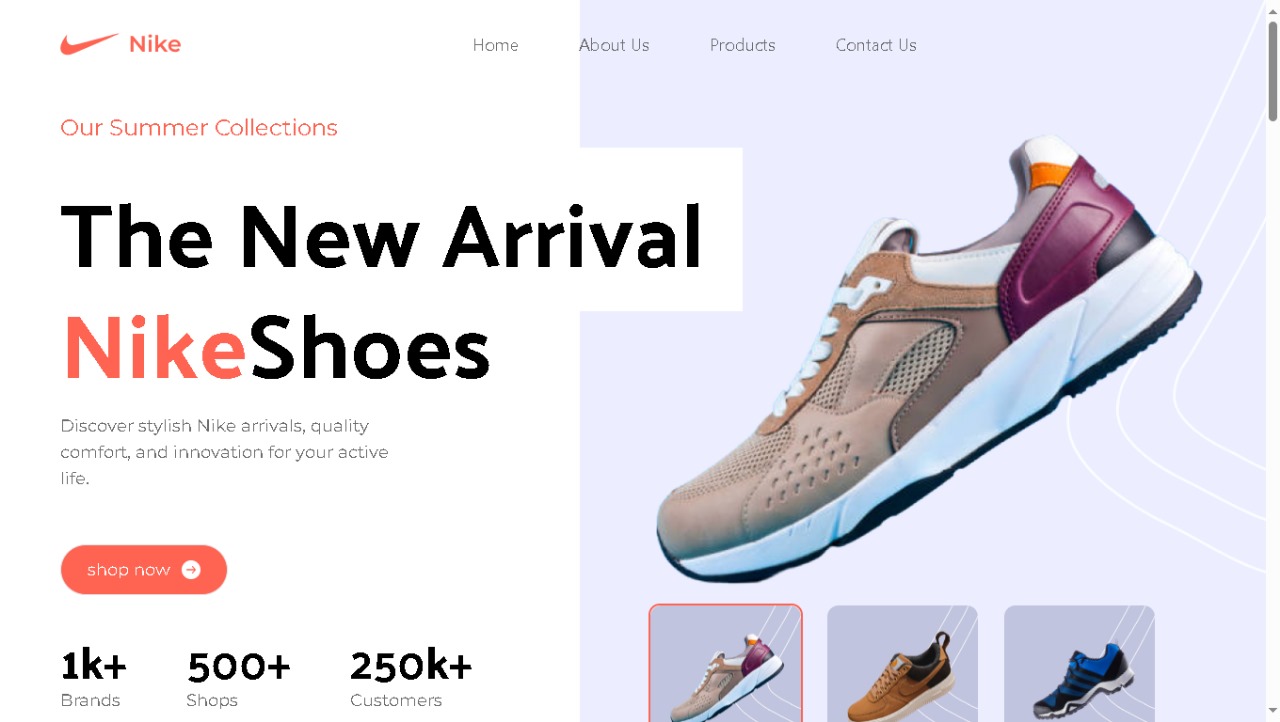 Nike
Home
About Us
Products
Contact Us
Our Summer Collections
The New Arrival
NikeShoes
Discover stylish Nike arrivals, quality
comfort, and innovation for your active
life.
shop now
1k+
500+
250k+
Brands
Shops
Customers